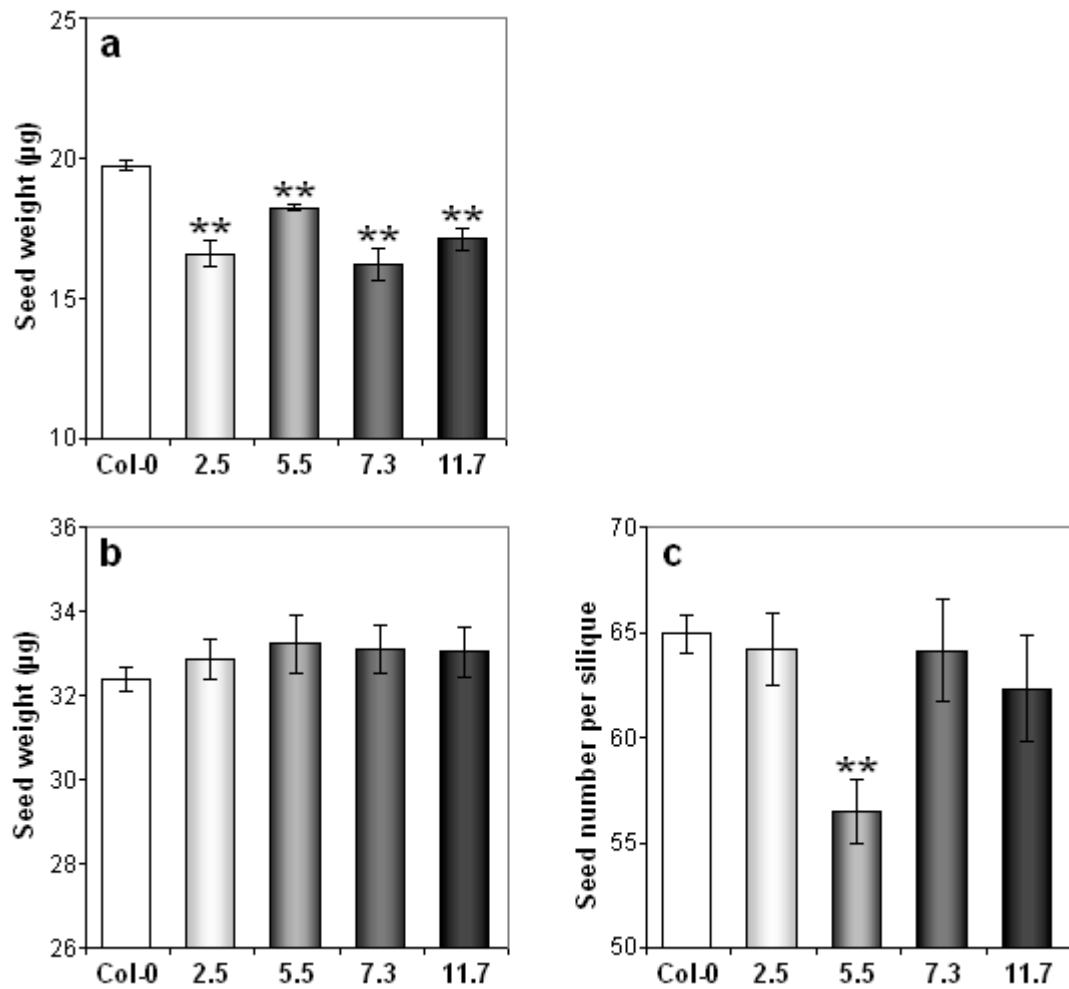 a
Seed weight (µg)
25
20
15
10
** ** ** **
Col-0 2.5 5.5 7.3 11.7
b
Seed weight (µg)
36
34
32
30
28
26
Col-0 2.5 5.5 7.3 11.7
c
Seed number per silique
70
65
60
55
50
**
Col-0 2.5 5.5 7.3 11.7